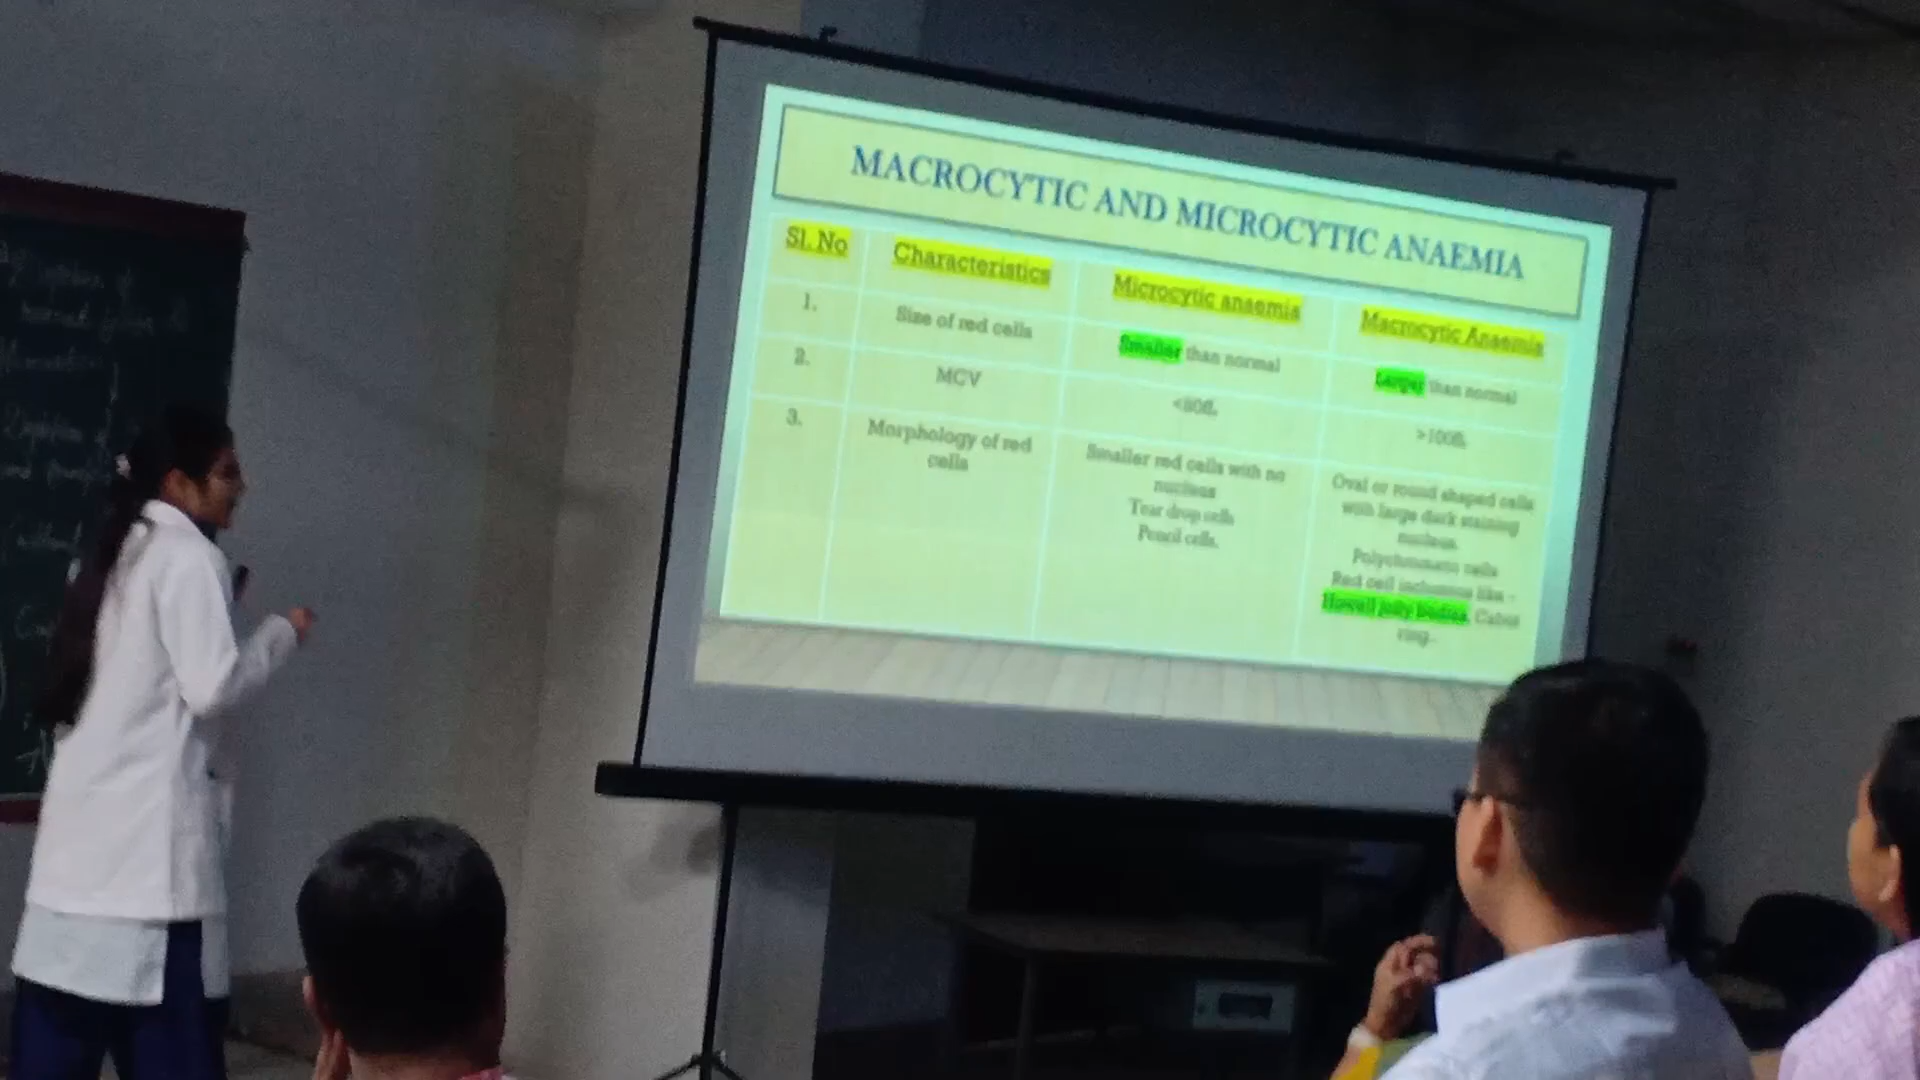 MACROCYTIC AND MICROCYTIC ANAEMIA
Sl. No Characteristics Microcytic anaemia Macrocytic Anaemia
1. Size of red cells Smaller than normal Larger than normal
2. MCV <80fl. >100fl.
3. Morphology of red
cells
Smaller red cells with no
nucleus
Tear drop cells
Pencil cells.
Oval or round shaped cells
with large dark staining
nucleus.
Polychromatic cells
Red cell inclusions like -
Howell jolly bodies, Cabot
ring..